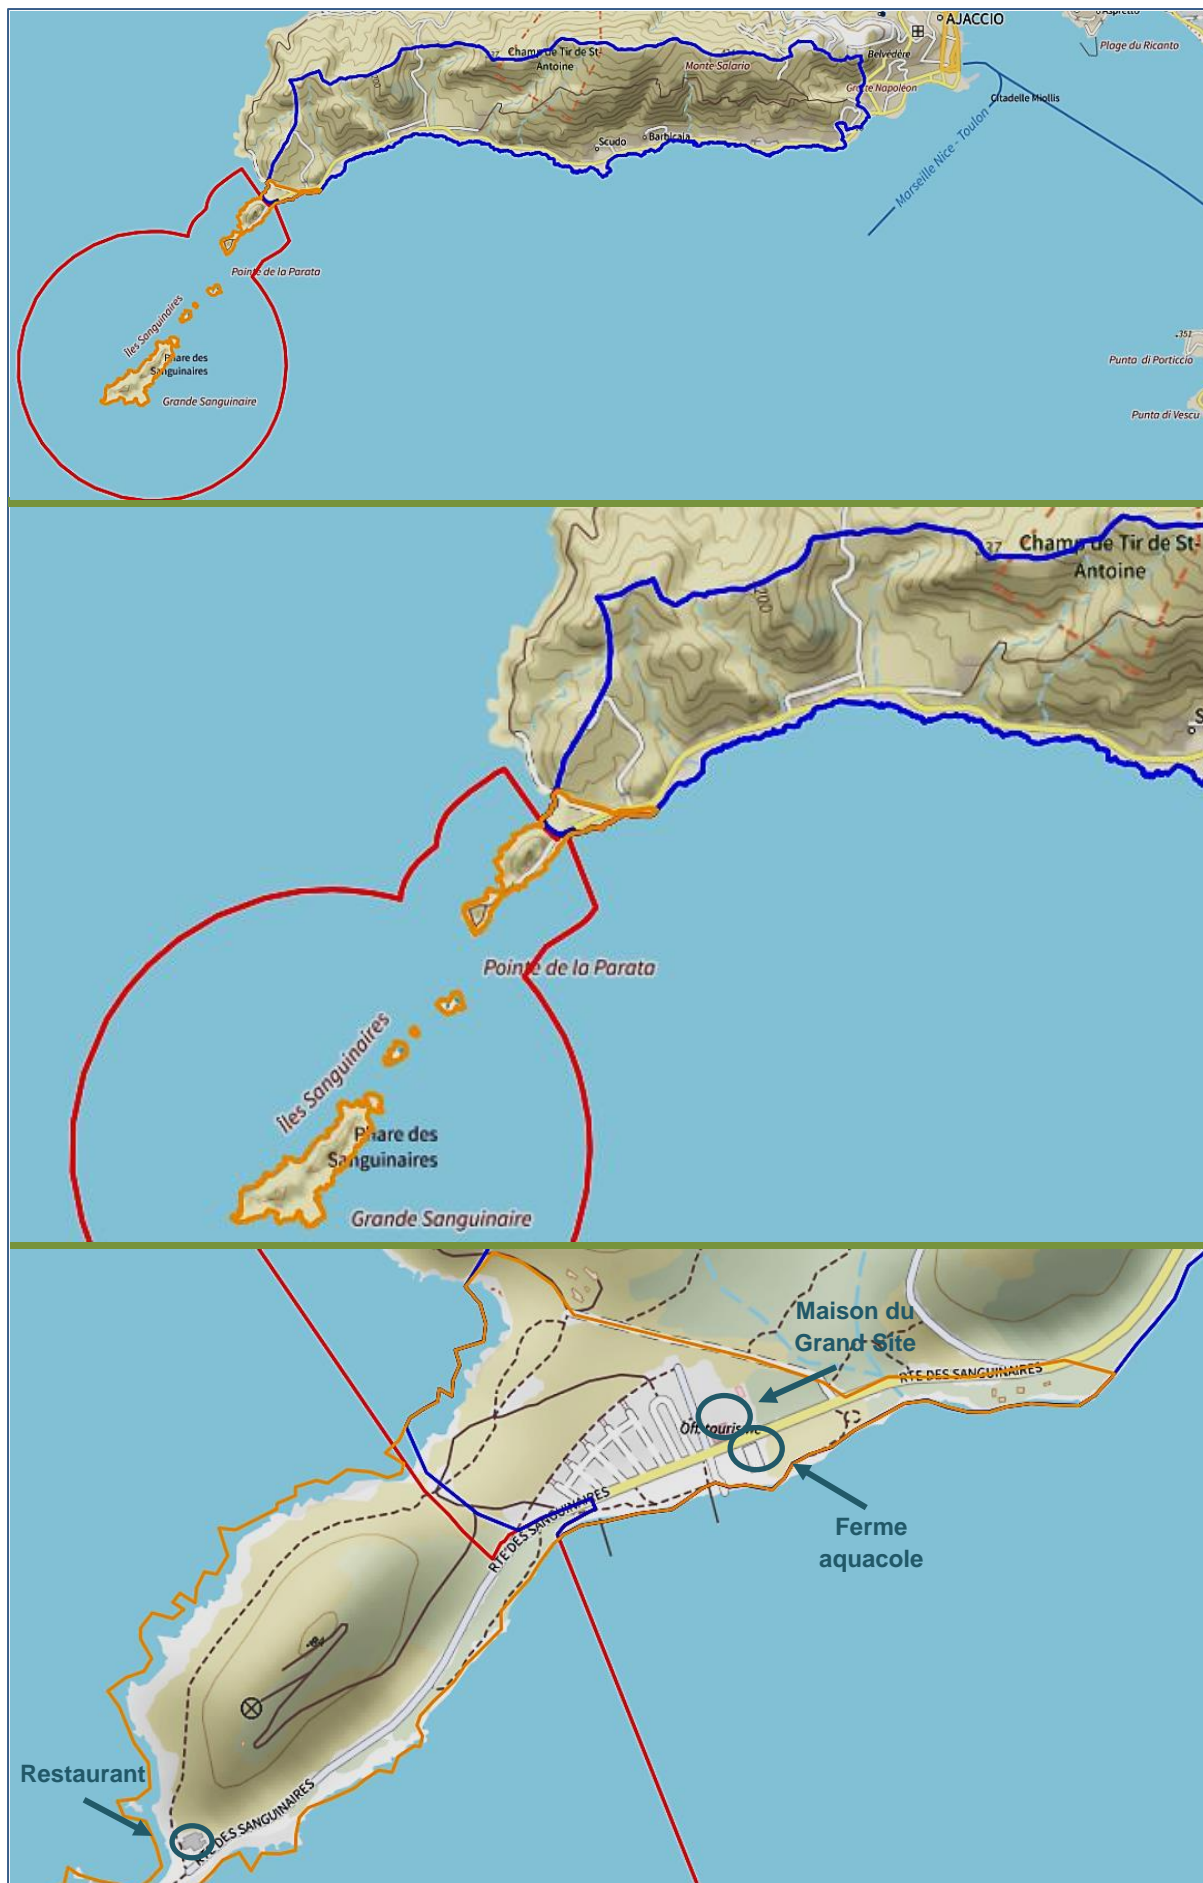 AJACCIO
Aspretto
Plage du Ricanto
Champ de Tir de St-
Antoine
Monte Salario
Belvédère
Grotte Napoléon
Citadelle Miollis
Scudo
Barbicaja
Marseille Nice - Toulon
Pointe de la Parata
Îles Sanguinaires
Phare des
Sanguinaires
Grande Sanguinaire
Punta di Porticcio
Punta di Vescu
Champ de Tir de St-
Antoine
200
S
Pointe de la Parata
Îles Sanguinaires
Phare des
Sanguinaires
Grande Sanguinaire
Maison du
Grand Site
RTE DES SANGUINAIRES
Off. tourisme
RTE DES SANGUINAIRES
Ferme
aquacole
Restaurant
RTE DES SANGUINAIRES